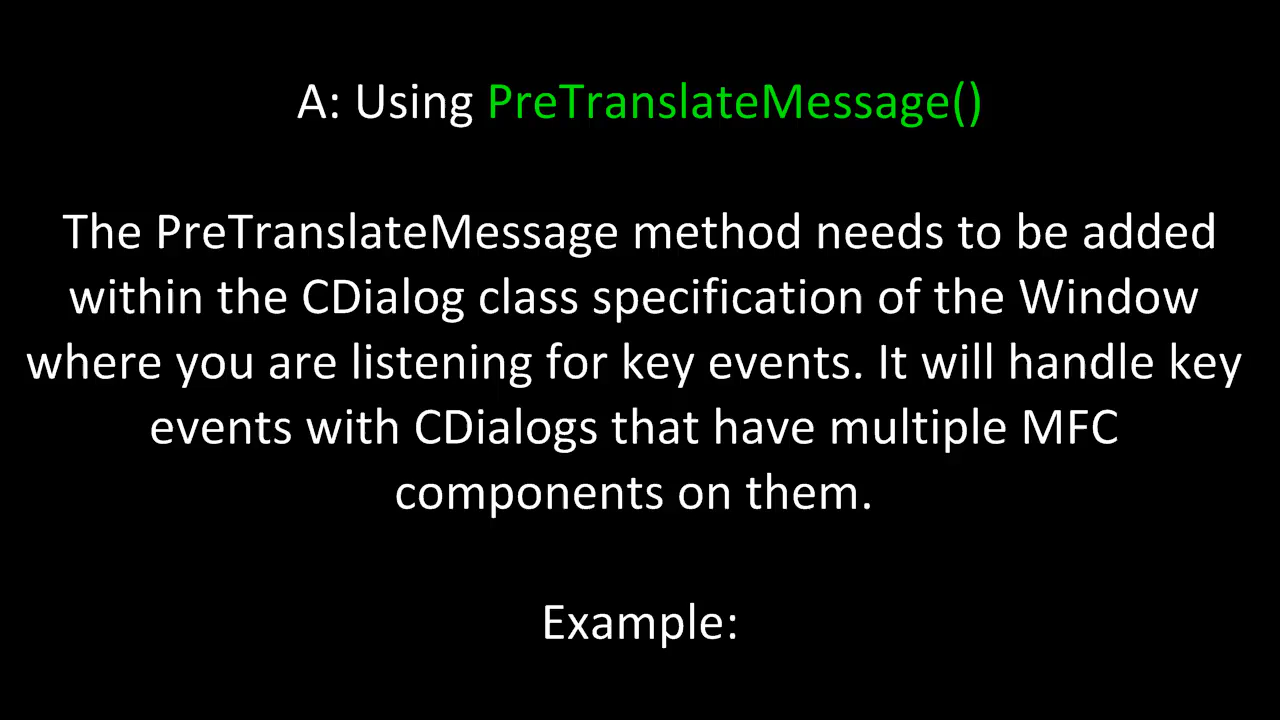 A: Using PreTranslateMessage()
The PreTranslateMessage method needs to be added
within the CDialog class specification of the Window
where you are listening for key events. It will handle key
events with CDialogs that have multiple MFC
components on them.
Example: